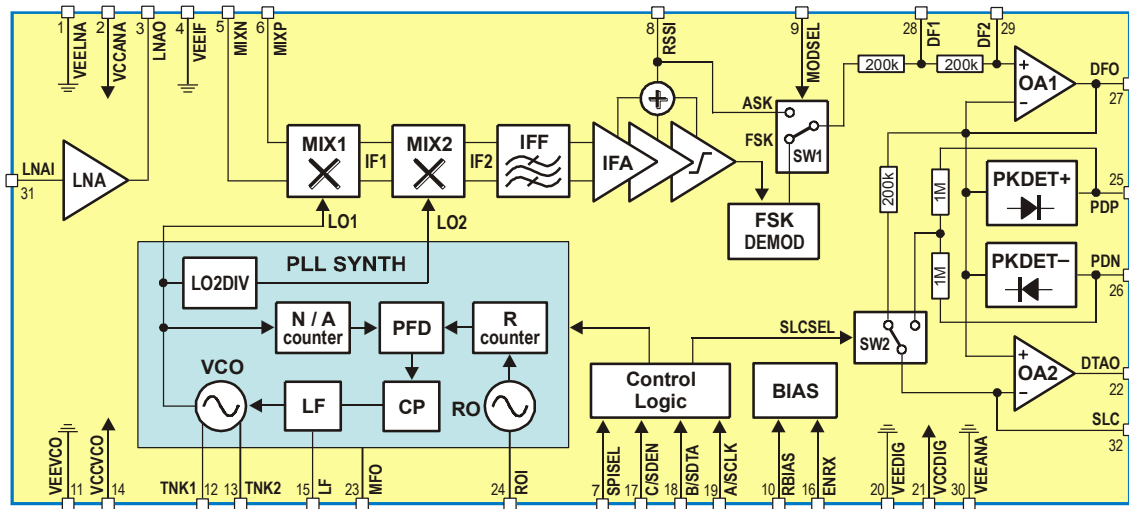 1 2 3 4 5 6 8 9 28 29
VEELNA VCCANA LNAO VEEIF MIXN MIXP RSSI MODSEL DF1 DF2
200k 200k
+ OA1 − DFO
27
ASK
FSK
SW1
LNAI
31
LNA
MIX1 IF1 MIX2 IF2 IFF IFA
+
LO1 LO2
FSK
DEMOD
200k
1M
1M
PKDET+
25
PDP
PKDET−
PDN
26
PLL SYNTH
LO2DIV
N / A
counter
PFD
R
counter
VCO
LF
CP
RO
SLCSEL
SW2
Control
Logic
BIAS
+ OA2 −
DTAO
22
SLC
32
VEEVCO VCCVCO TNK1 TNK2 LF MFO ROI SPISEL C/SDEN B/SDTA A/SCLK RBIAS ENRX VEEDIG VCCDIG VEEANA
11 14 12 13 15 23 24 7 17 18 19 10 16 20 21 30